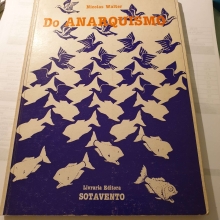 Nicolas Walter
Do ANARQUISMO
Livraria Editora
SOTAVENTO